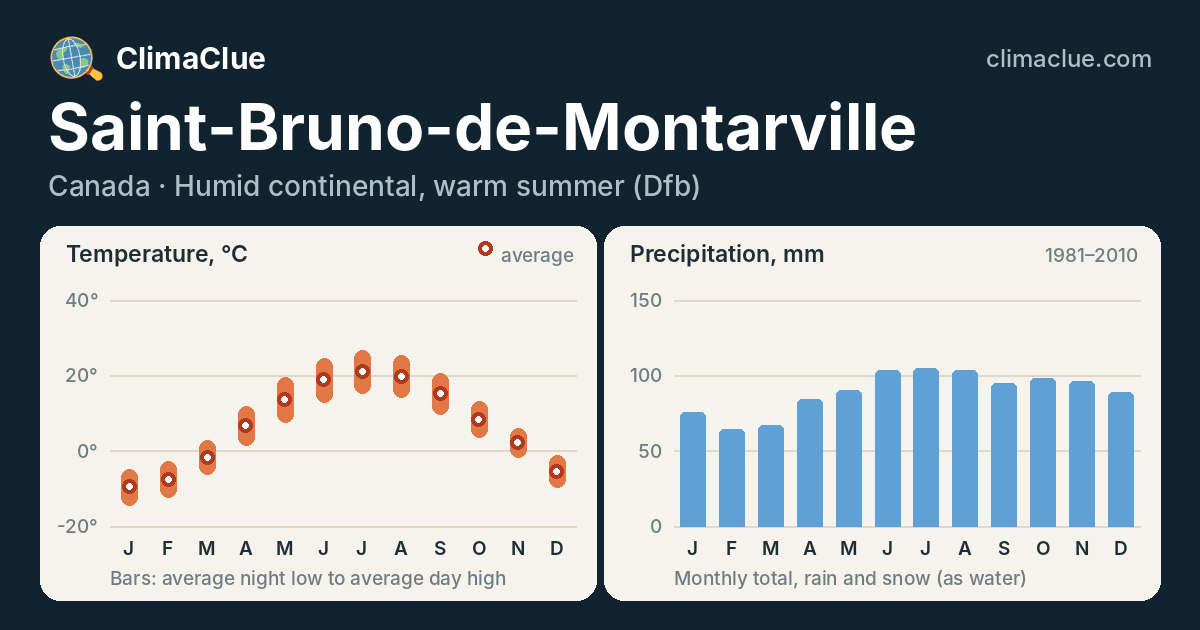 ClimaClue
climaclue.com
Saint-Bruno-de-Montarville
Canada · Humid continental, warm summer (Dfb)
Temperature, °C
average
40°
20°
0°
-20°
J F M A M J J A S O N D
Bars: average night low to average day high
Precipitation, mm
1981–2010
150
100
50
0
J F M A M J J A S O N D
Monthly total, rain and snow (as water)